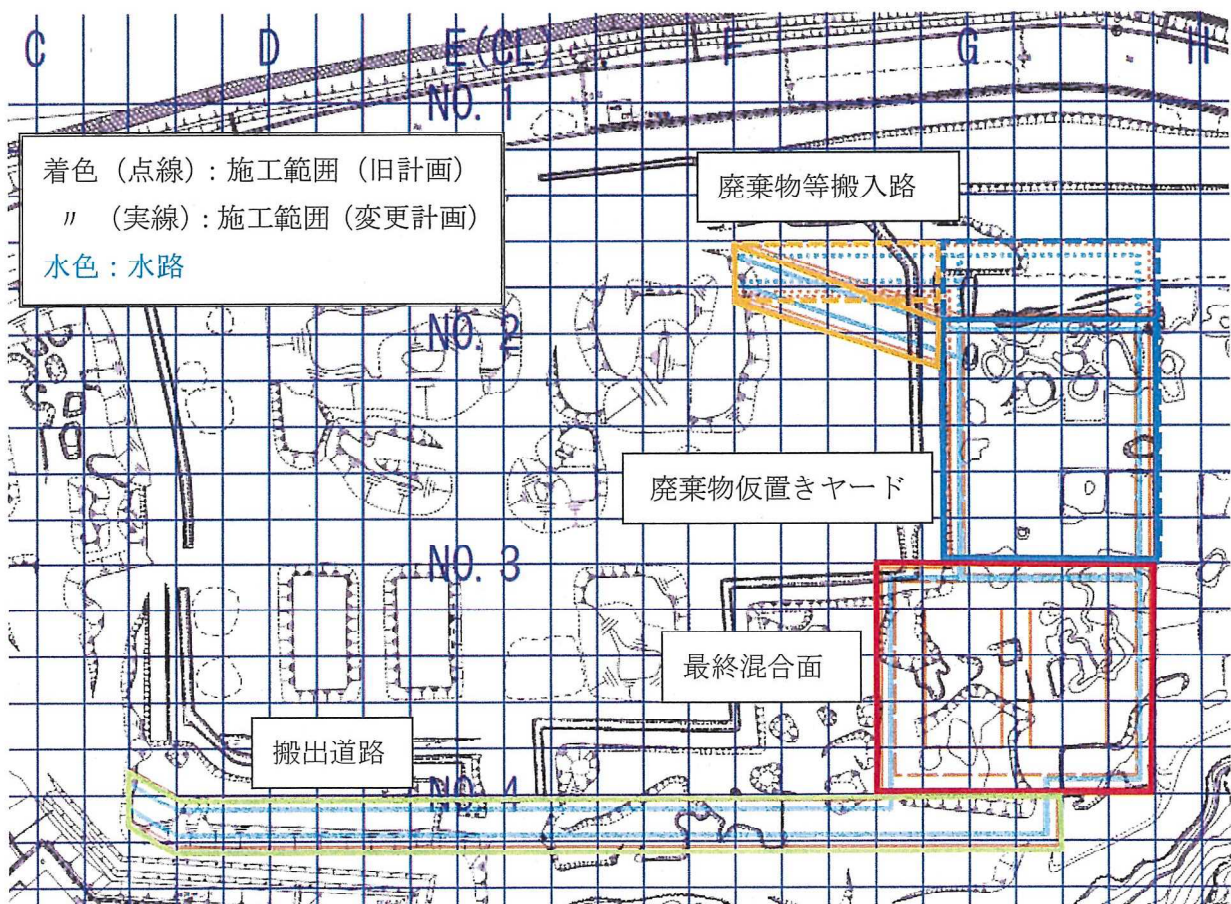 C D E(CL) F G H
NO. 1
着色（点線）：施工範囲（旧計画）
〃　（実線）：施工範囲（変更計画）
水色：水路
廃棄物等搬入路
NO. 2
廃棄物仮置きヤード
NO. 3
最終混合面
搬出道路
NO. 4